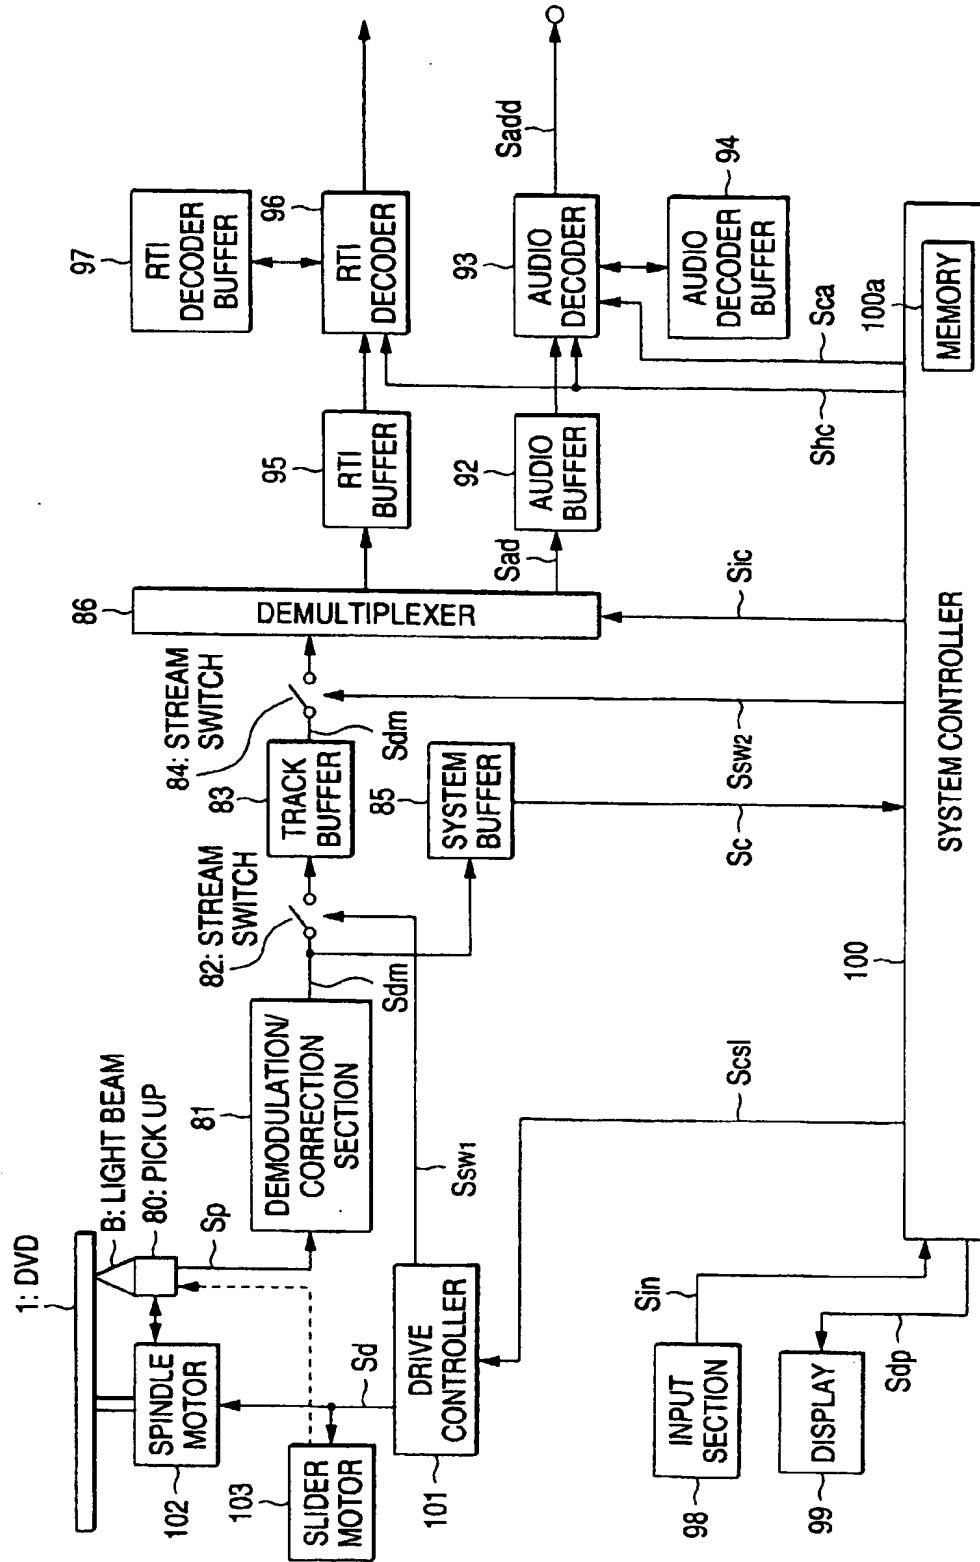 1: DVD
B: LIGHT BEAM
80: PICK UP
Sp
SPINDLE
MOTOR
102
SLIDER
MOTOR
103
Sd
DRIVE
CONTROLLER
101
81
DEMODULATION/
CORRECTION
SECTION
Sdm
Ssw1
82: STREAM
SWITCH
83
TRACK
BUFFER
84: STREAM
SWITCH
Sdm
85
SYSTEM
BUFFER
86
DEMULTIPLEXER
95
RTI
BUFFER
Sad
92
AUDIO
BUFFER
97
RTI
DECODER
BUFFER
96
RTI
DECODER
93
AUDIO
DECODER
Sadd
94
AUDIO
DECODER
BUFFER
INPUT
SECTION
98
Sin
DISPLAY
99
Sdp
Scsl
100
Sc
Ssw2
Sic
Shc
Sca
100a
MEMORY
SYSTEM CONTROLLER